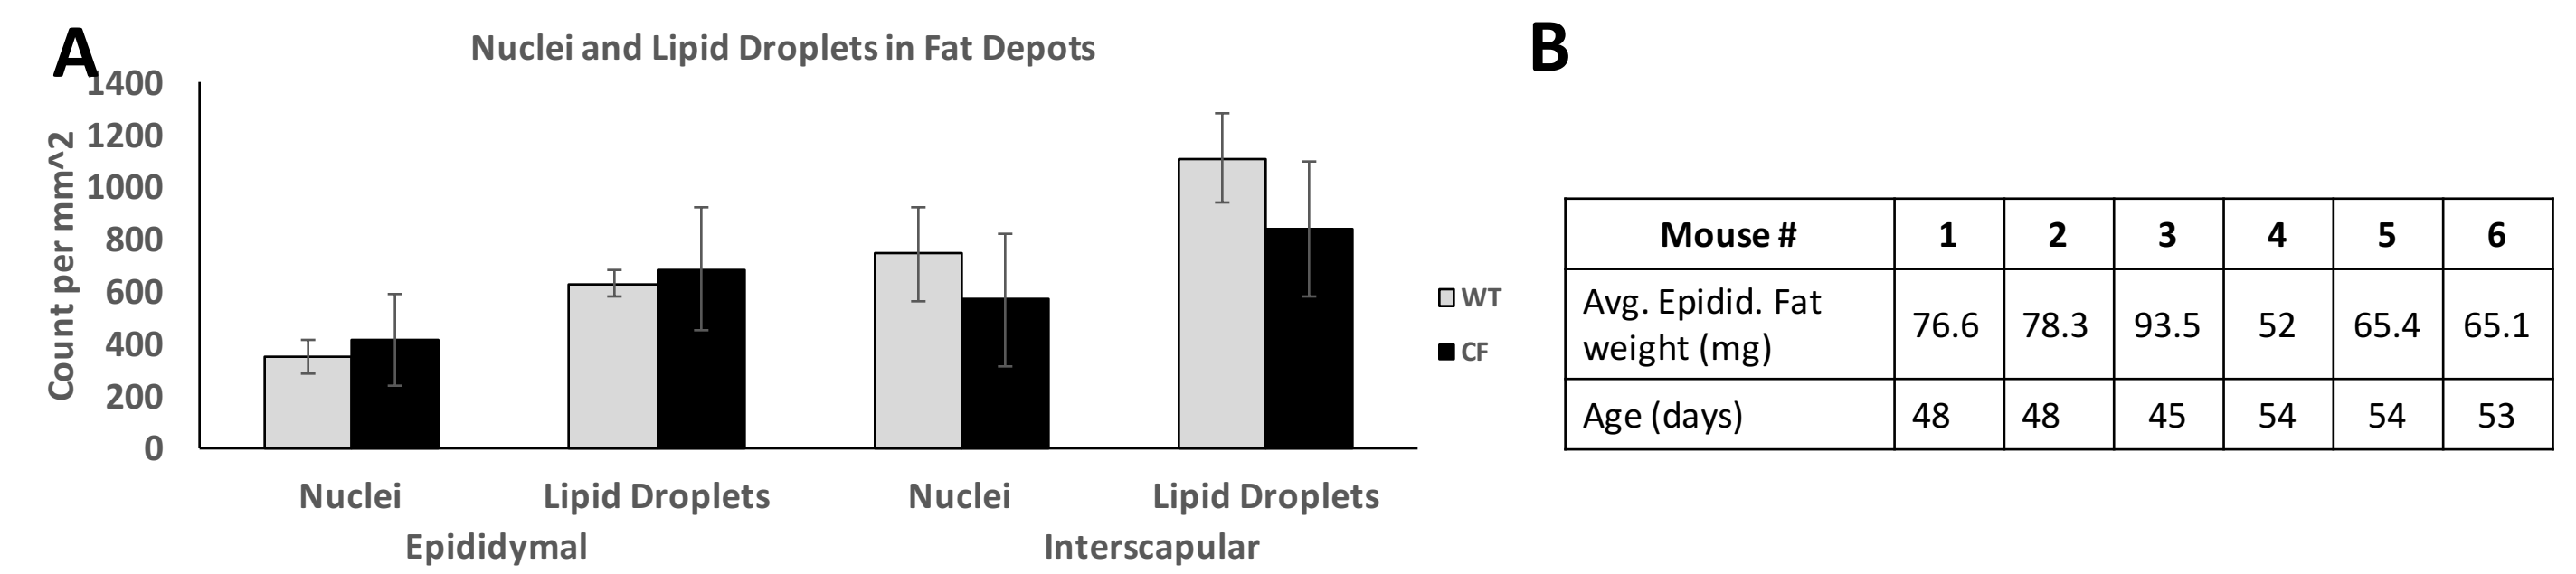 A
Nuclei and Lipid Droplets in Fat Depots
Count per mm^2
1400
1200
1000
800
600
400
200
0
Nuclei
Lipid Droplets
Nuclei
Lipid Droplets
Epididymal
Interscapular
WT
CF
B
Mouse # 1 2 3 4 5 6
Avg. Epidid. Fat
weight (mg) 76.6 78.3 93.5 52 65.4 65.1
Age (days) 48 48 45 54 54 53